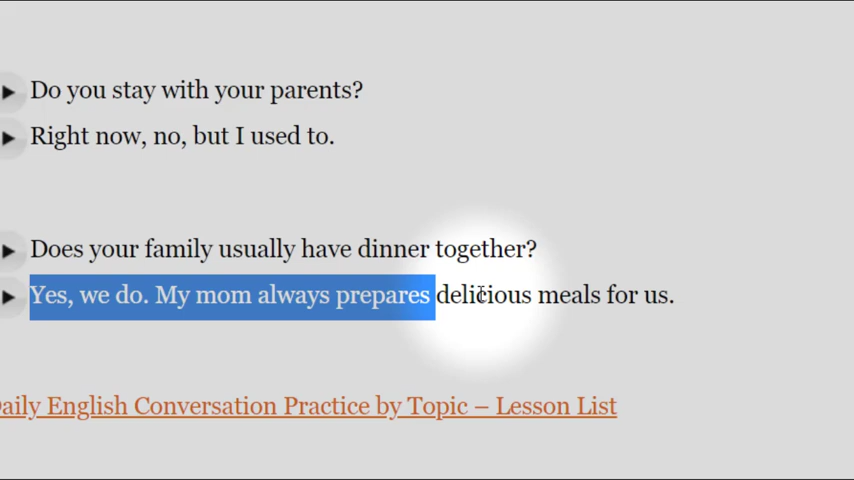 Do you stay with your parents?
Right now, no, but I used to.
Does your family usually have dinner together?
Yes, we do. My mom always prepares delicious meals for us.
aily English Conversation Practice by Topic – Lesson List